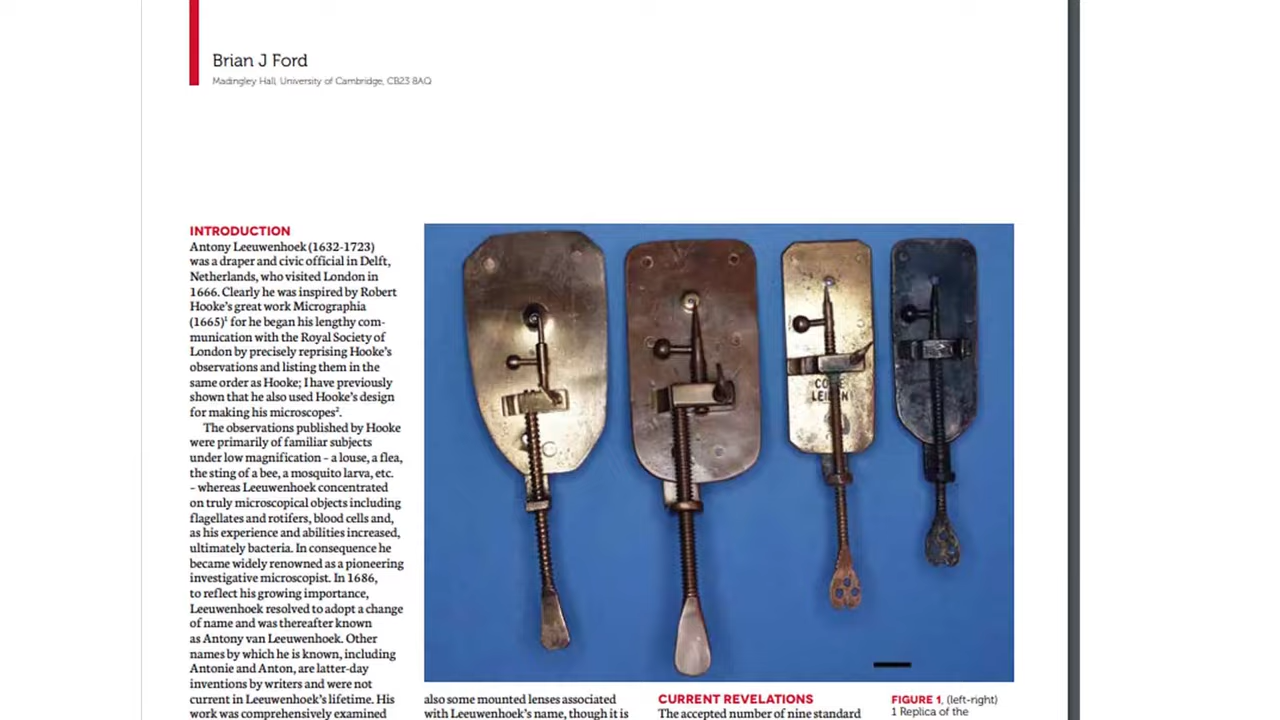 Brian J Ford
Madingley Hall, University of Cambridge, CB23 8AQ
INTRODUCTION
Antony Leeuwenhoek (1632-1723)
was a draper and civic official in Delft,
Netherlands, who visited London in
1666. Clearly he was inspired by Robert
Hooke's great work Micrographia
(1665)¹ for he began his lengthy com-
munication with the Royal Society of
London by precisely reprising Hooke's
observations and listing them in the
same order as Hooke; I have previously
shown that he also used Hooke's design
for making his microscopes².
The observations published by Hooke
were primarily of familiar subjects
under low magnification – a louse, a flea,
the sting of a bee, a mosquito larva, etc.
– whereas Leeuwenhoek concentrated
on truly microscopical objects including
flagellates and rotifers, blood cells and,
as his experience and abilities increased,
ultimately bacteria. In consequence he
became widely renowned as a pioneering
investigative microscopist. In 1686,
to reflect his growing importance,
Leeuwenhoek resolved to adopt a change
of name and was thereafter known
as Antony van Leeuwenhoek. Other
names by which he is known, including
Antonie and Anton, are latter-day
inventions by writers and were not
current in Leeuwenhoek's lifetime. His
work was comprehensively examined
also some mounted lenses associated
with Leeuwenhoek's name, though it is
CURRENT REVELATIONS
The accepted number of nine standard
FIGURE 1, (left-right)
1 Replica of the